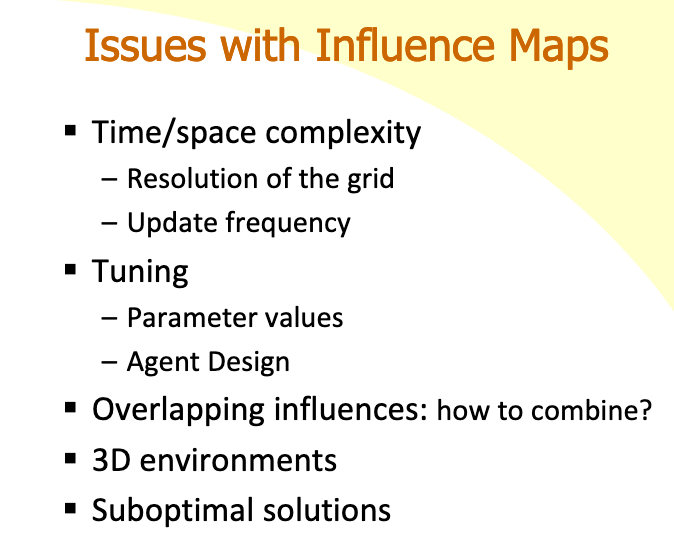 Issues with Influence Maps
▪ Time/space complexity
– Resolution of the grid
– Update frequency
▪ Tuning
– Parameter values
– Agent Design
▪ Overlapping influences: how to combine?
▪ 3D environments
▪ Suboptimal solutions